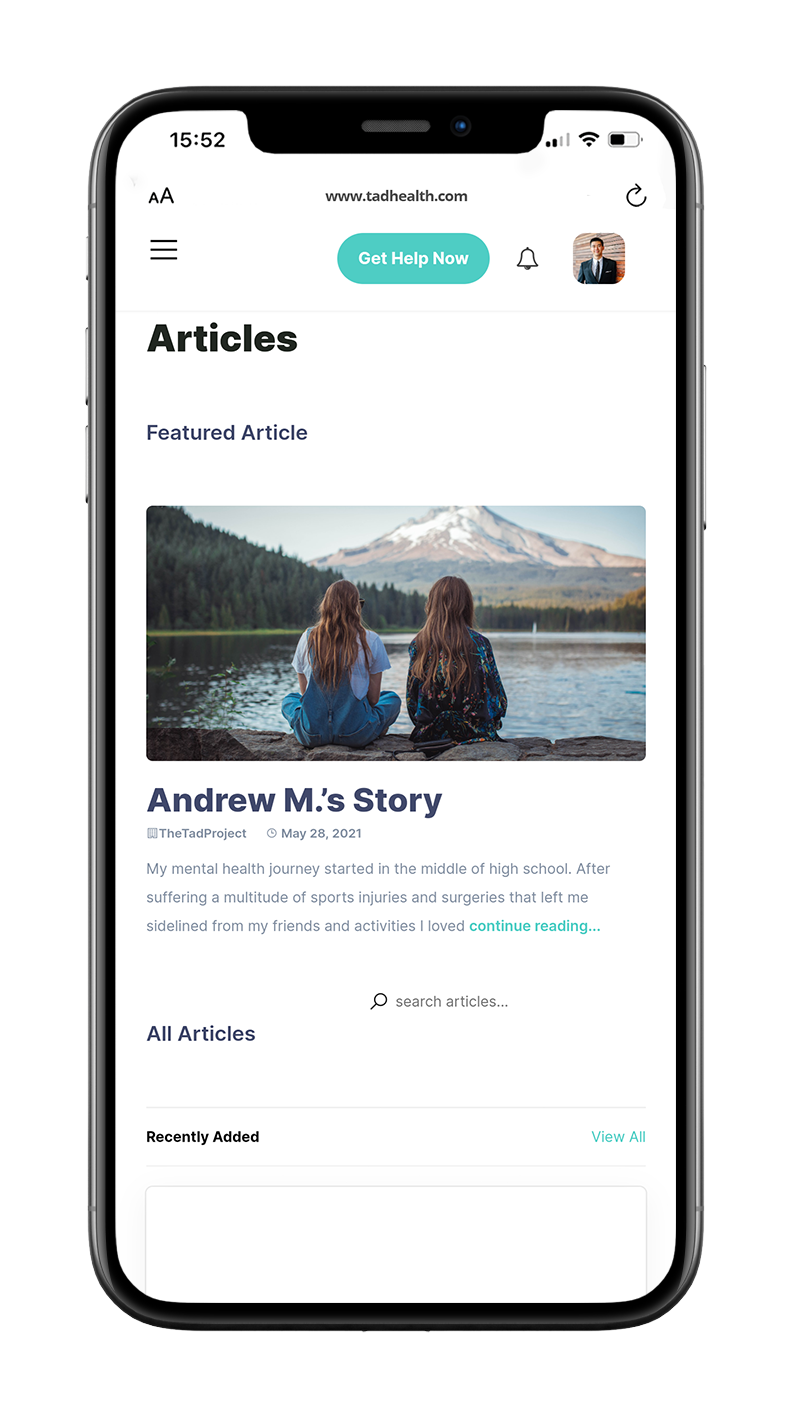 15:52
AA
www.tadhealth.com
Get Help Now
Articles
Featured Article
Andrew M.'s Story
TheTadProject May 28, 2021
My mental health journey started in the middle of high school. After
suffering a multitude of sports injuries and surgeries that left me
sidelined from my friends and activities I loved continue reading...
search articles...
All Articles
Recently Added View All